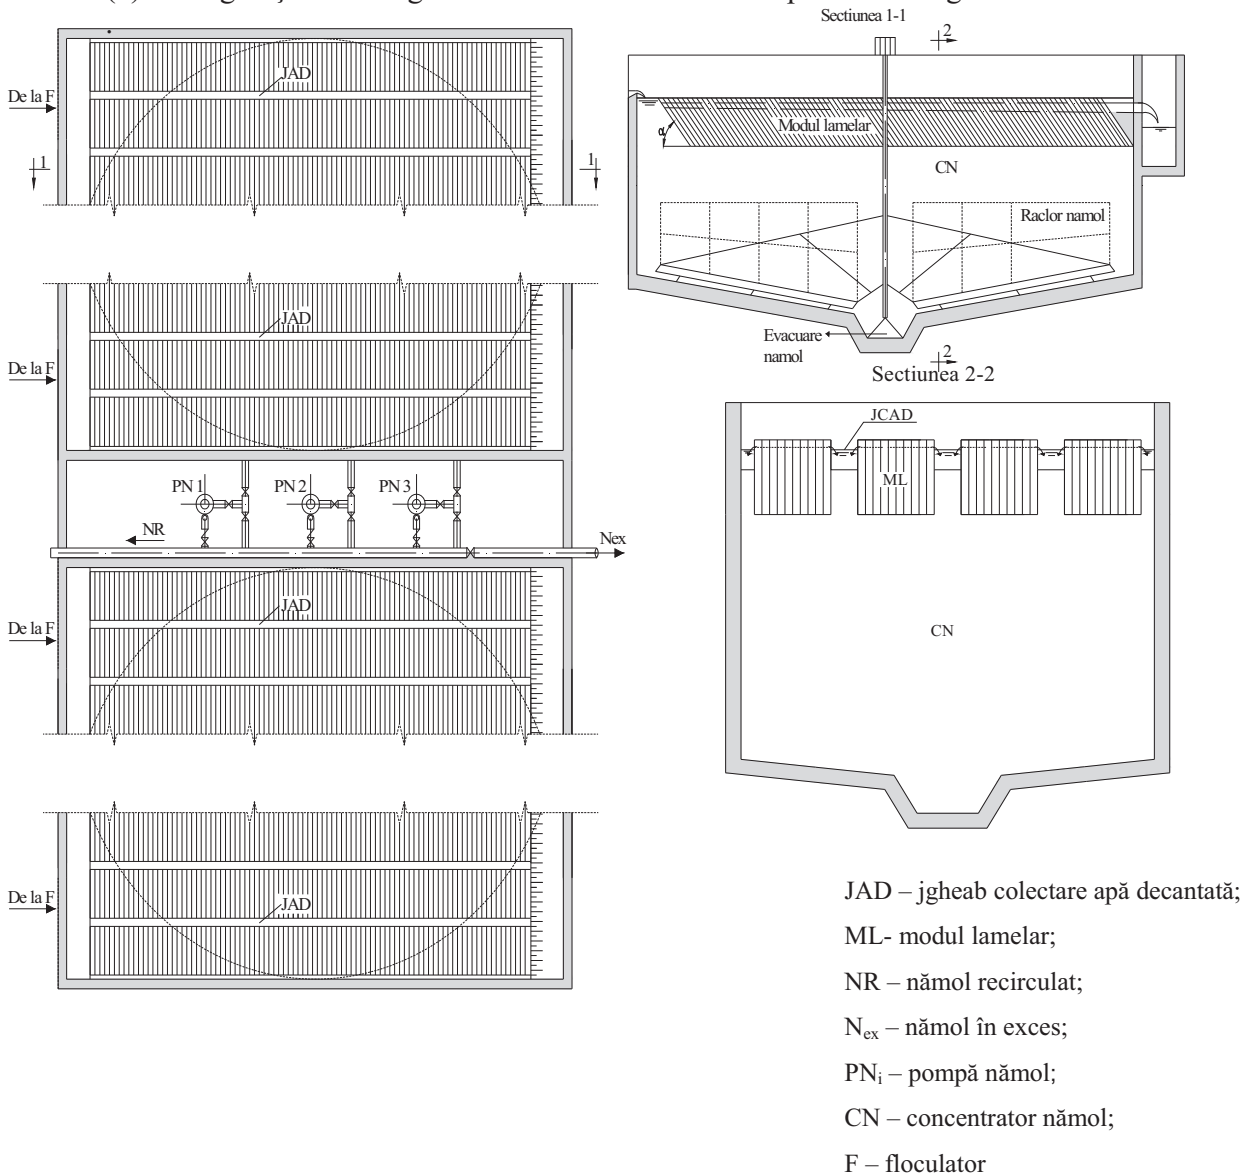 Sectiunea 1-1
2
JAD
De la F
Modul lamelar
α
1
1
CN
Raclor namol
JAD
Evacuare
namol
2
De la F
Sectiunea 2-2
JCAD
ML
PN 1
PN 2
PN 3
NR
Nex
JAD
De la F
CN
JAD
De la F
JAD – jgheab colectare apă decantată;
ML- modul lamelar;
NR – nămol recirculat;
Nex – nămol în exces;
PNi – pompă nămol;
CN – concentrator nămol;
F – floculator